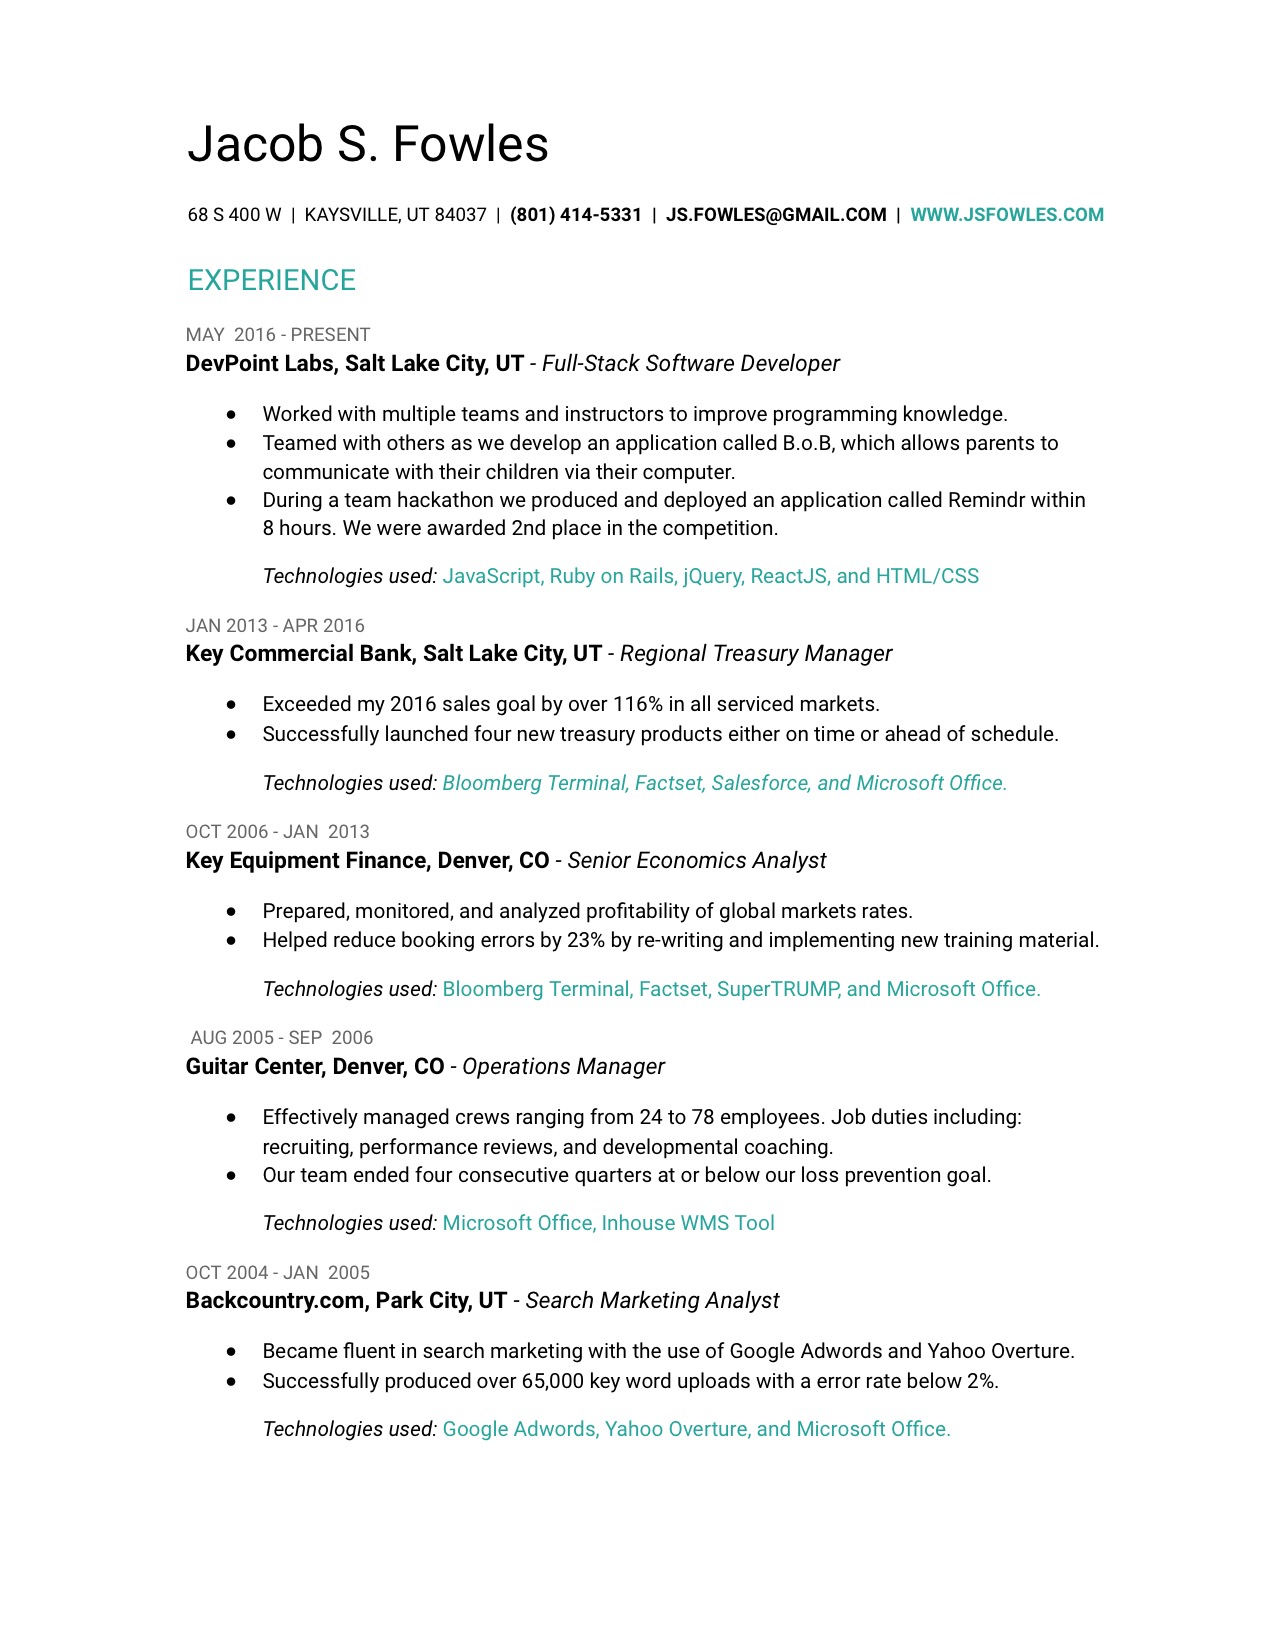 Jacob S. Fowles
68 S 400 W | KAYSVILLE, UT 84037 | (801) 414-5331 | JS.FOWLES@GMAIL.COM | WWW.JSFOWLES.COM
EXPERIENCE
MAY 2016 - PRESENT
DevPoint Labs, Salt Lake City, UT - Full-Stack Software Developer
● Worked with multiple teams and instructors to improve programming knowledge.
● Teamed with others as we develop an application called B.o.B, which allows parents to
communicate with their children via their computer.
● During a team hackathon we produced and deployed an application called Remindr within
8 hours. We were awarded 2nd place in the competition.
Technologies used: JavaScript, Ruby on Rails, jQuery, ReactJS, and HTML/CSS
JAN 2013 - APR 2016
Key Commercial Bank, Salt Lake City, UT - Regional Treasury Manager
● Exceeded my 2016 sales goal by over 116% in all serviced markets.
● Successfully launched four new treasury products either on time or ahead of schedule.
Technologies used: Bloomberg Terminal, Factset, Salesforce, and Microsoft Office.
OCT 2006 - JAN 2013
Key Equipment Finance, Denver, CO - Senior Economics Analyst
● Prepared, monitored, and analyzed profitability of global markets rates.
● Helped reduce booking errors by 23% by re-writing and implementing new training material.
Technologies used: Bloomberg Terminal, Factset, SuperTRUMP, and Microsoft Office.
AUG 2005 - SEP 2006
Guitar Center, Denver, CO - Operations Manager
● Effectively managed crews ranging from 24 to 78 employees. Job duties including:
recruiting, performance reviews, and developmental coaching.
● Our team ended four consecutive quarters at or below our loss prevention goal.
Technologies used: Microsoft Office, Inhouse WMS Tool
OCT 2004 - JAN 2005
Backcountry.com, Park City, UT - Search Marketing Analyst
● Became fluent in search marketing with the use of Google Adwords and Yahoo Overture.
● Successfully produced over 65,000 key word uploads with a error rate below 2%.
Technologies used: Google Adwords, Yahoo Overture, and Microsoft Office.